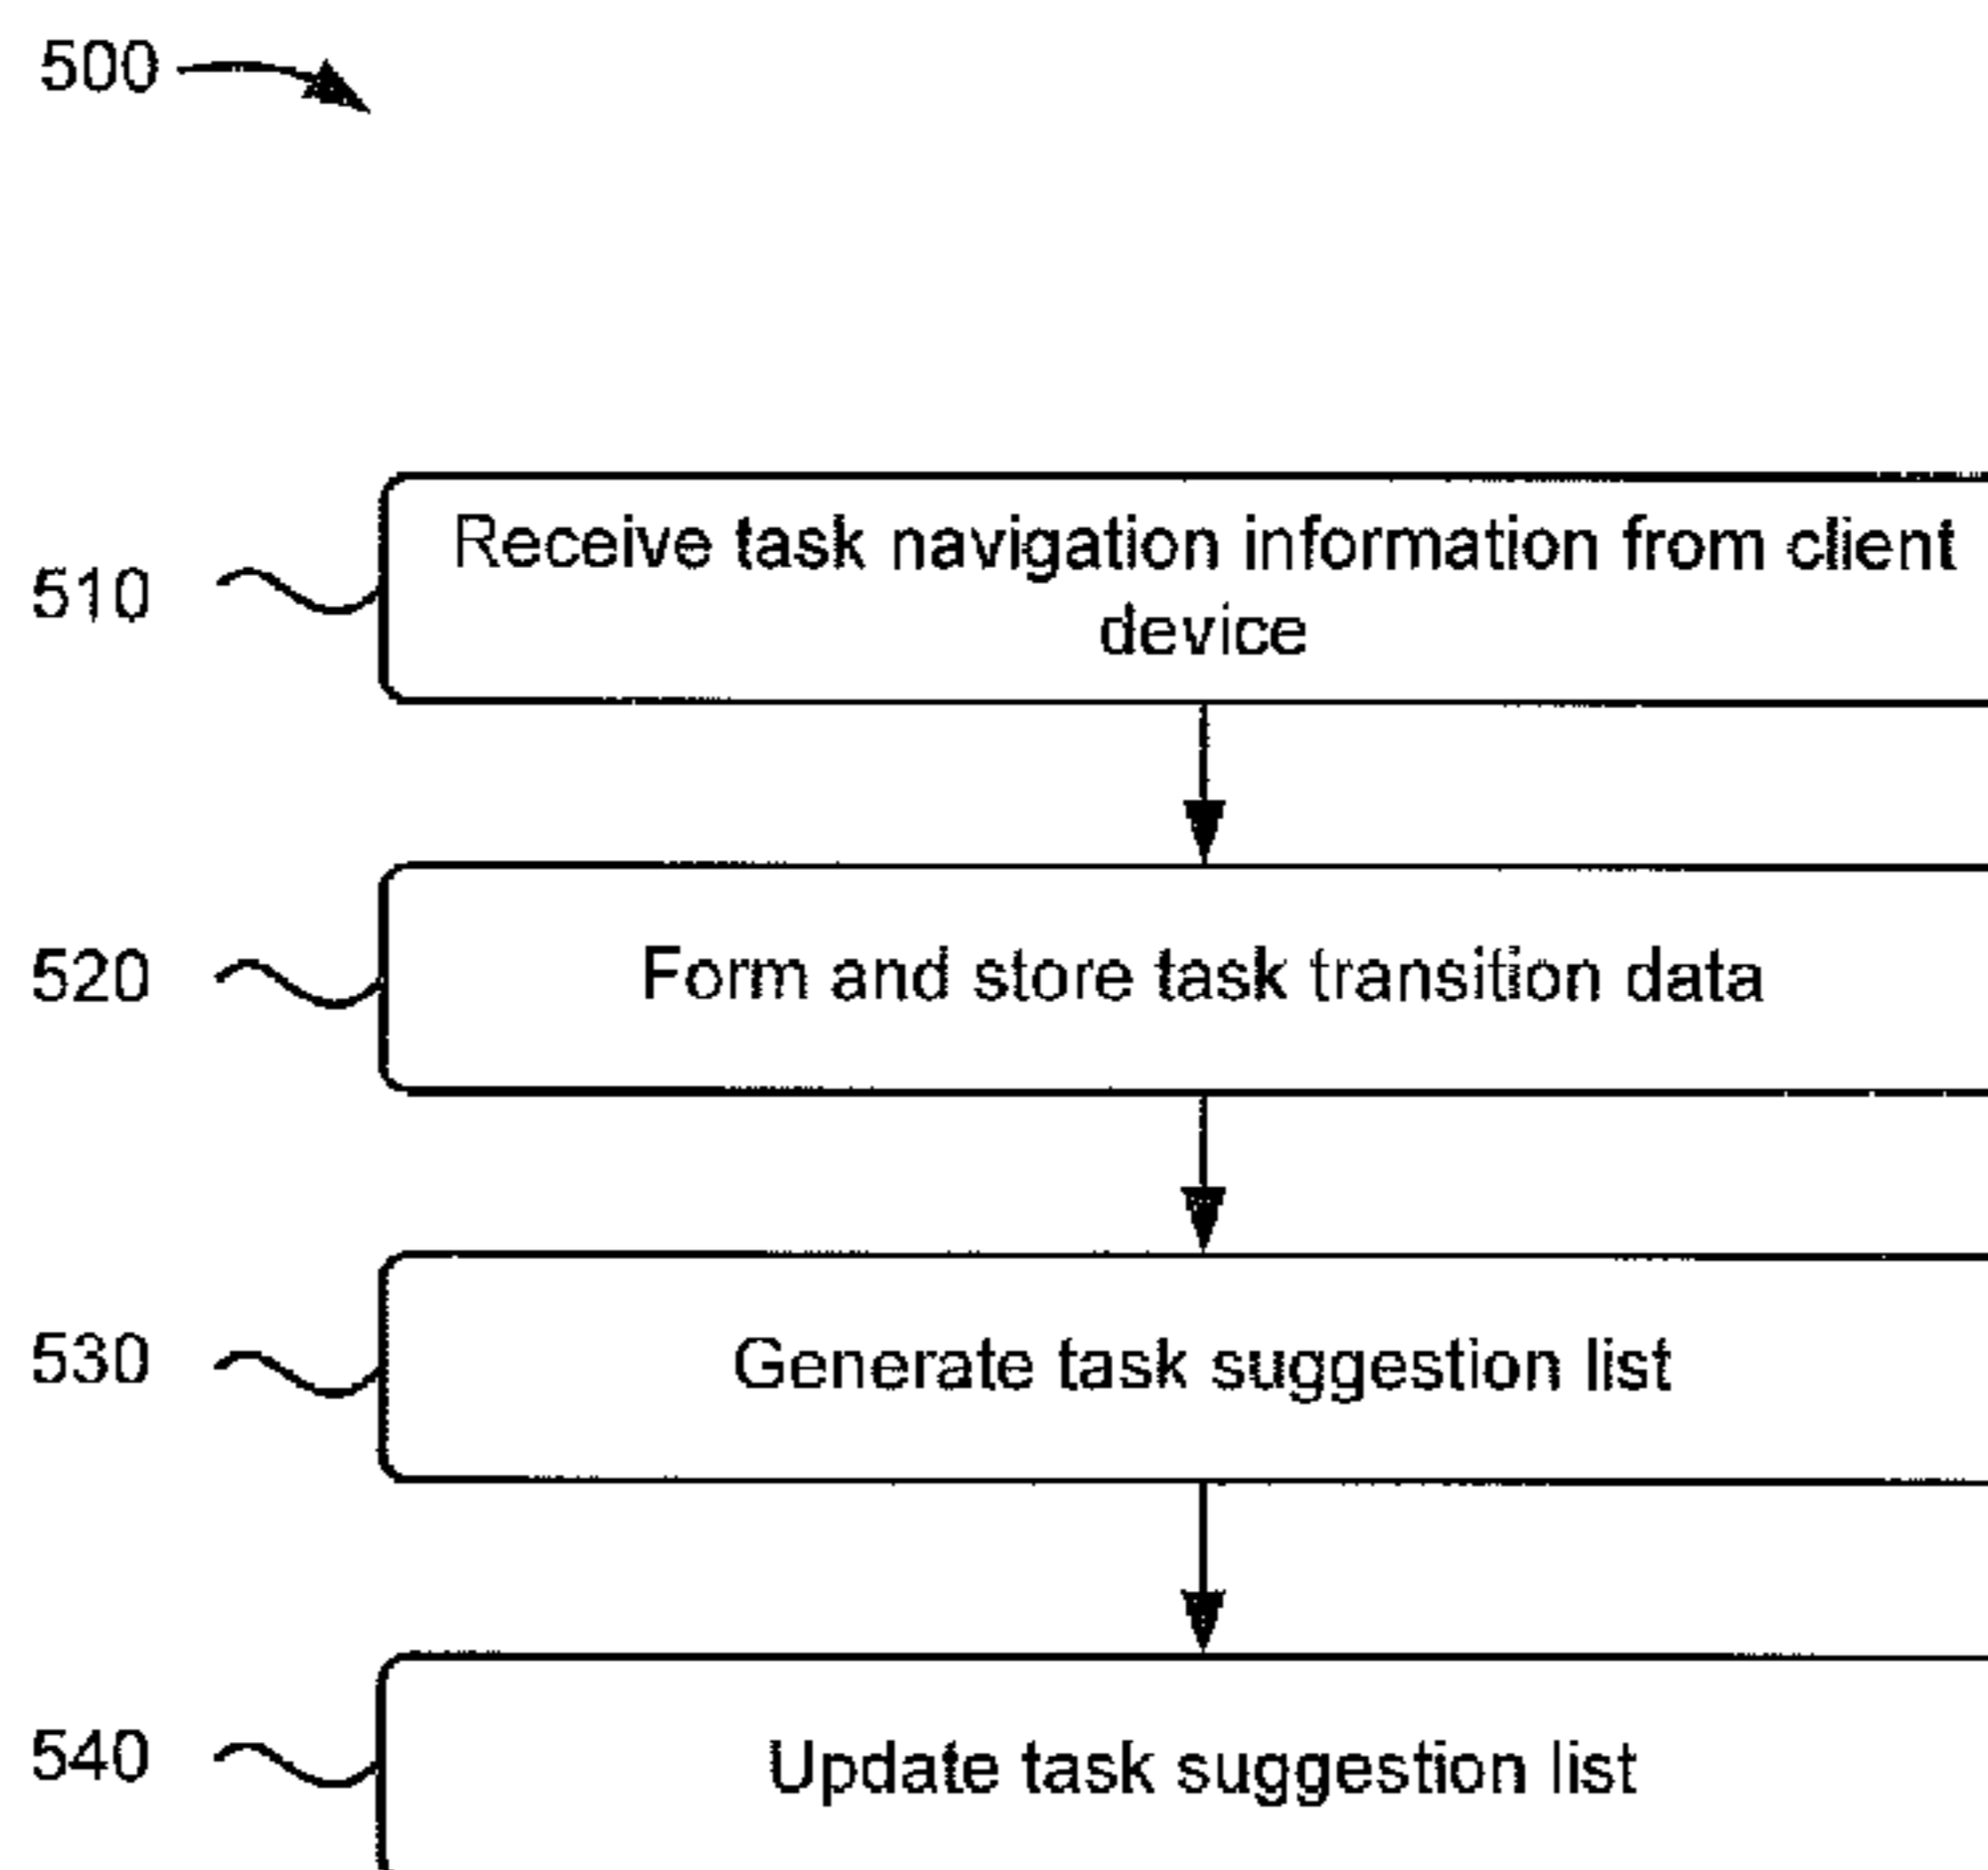 500
510
Receive task navigation information from client
device
520
Form and store task transition data
530
Generate task suggestion list
540
Update task suggestion list